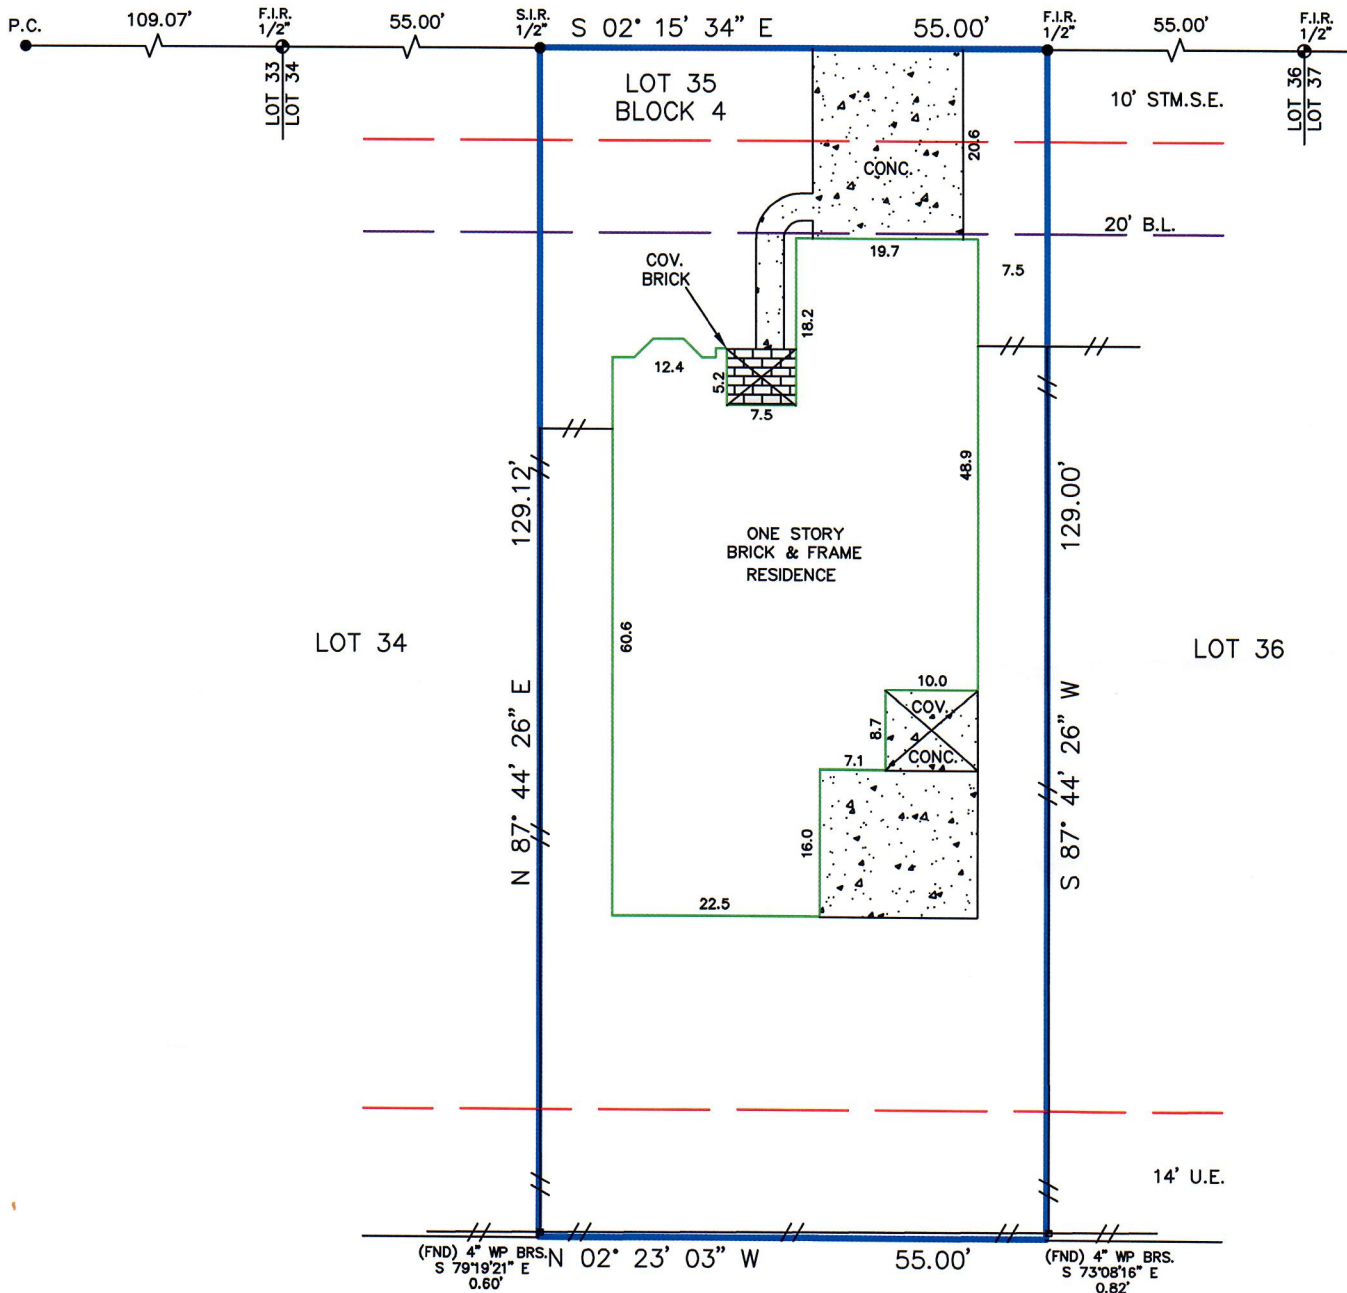 P.C.
109.07'
F.I.R.
1/2"
55.00'
S.I.R.
1/2"
S 02° 15' 34" E
55.00'
F.I.R.
1/2"
55.00'
F.I.R.
1/2"
LOT 33
LOT 34
LOT 35
BLOCK 4
LOT 36
LOT 37
10' STM.S.E.
20.6
CONC.
20' B.L.
19.7
7.5
COV.
BRICK
18.2
12.4
5.2
7.5
129.12'
48.9
129.00'
ONE STORY
BRICK & FRAME
RESIDENCE
LOT 34
60.6
LOT 36
N 87° 44' 26" E
10.0
COV.
8.7
CONC.
S 87° 44' 26" W
7.1
16.0
22.5
14' U.E.
(FND) 4" WP BRS.
S 79°19'21" E
0.60'
N 02° 23' 03" W
55.00'
(FND) 4" WP BRS.
S 73°08'16" E
0.82'